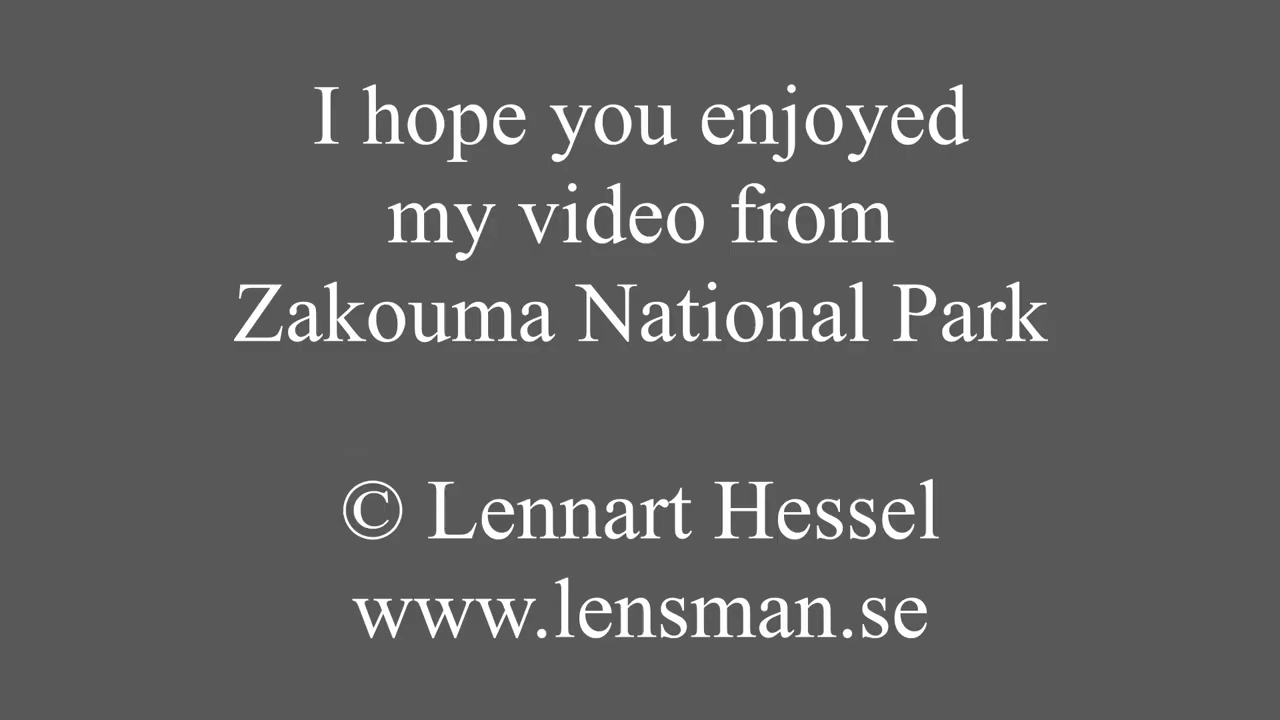 I hope you enjoyed
my video from
Zakouma National Park
© Lennart Hessel
www.lensman.se